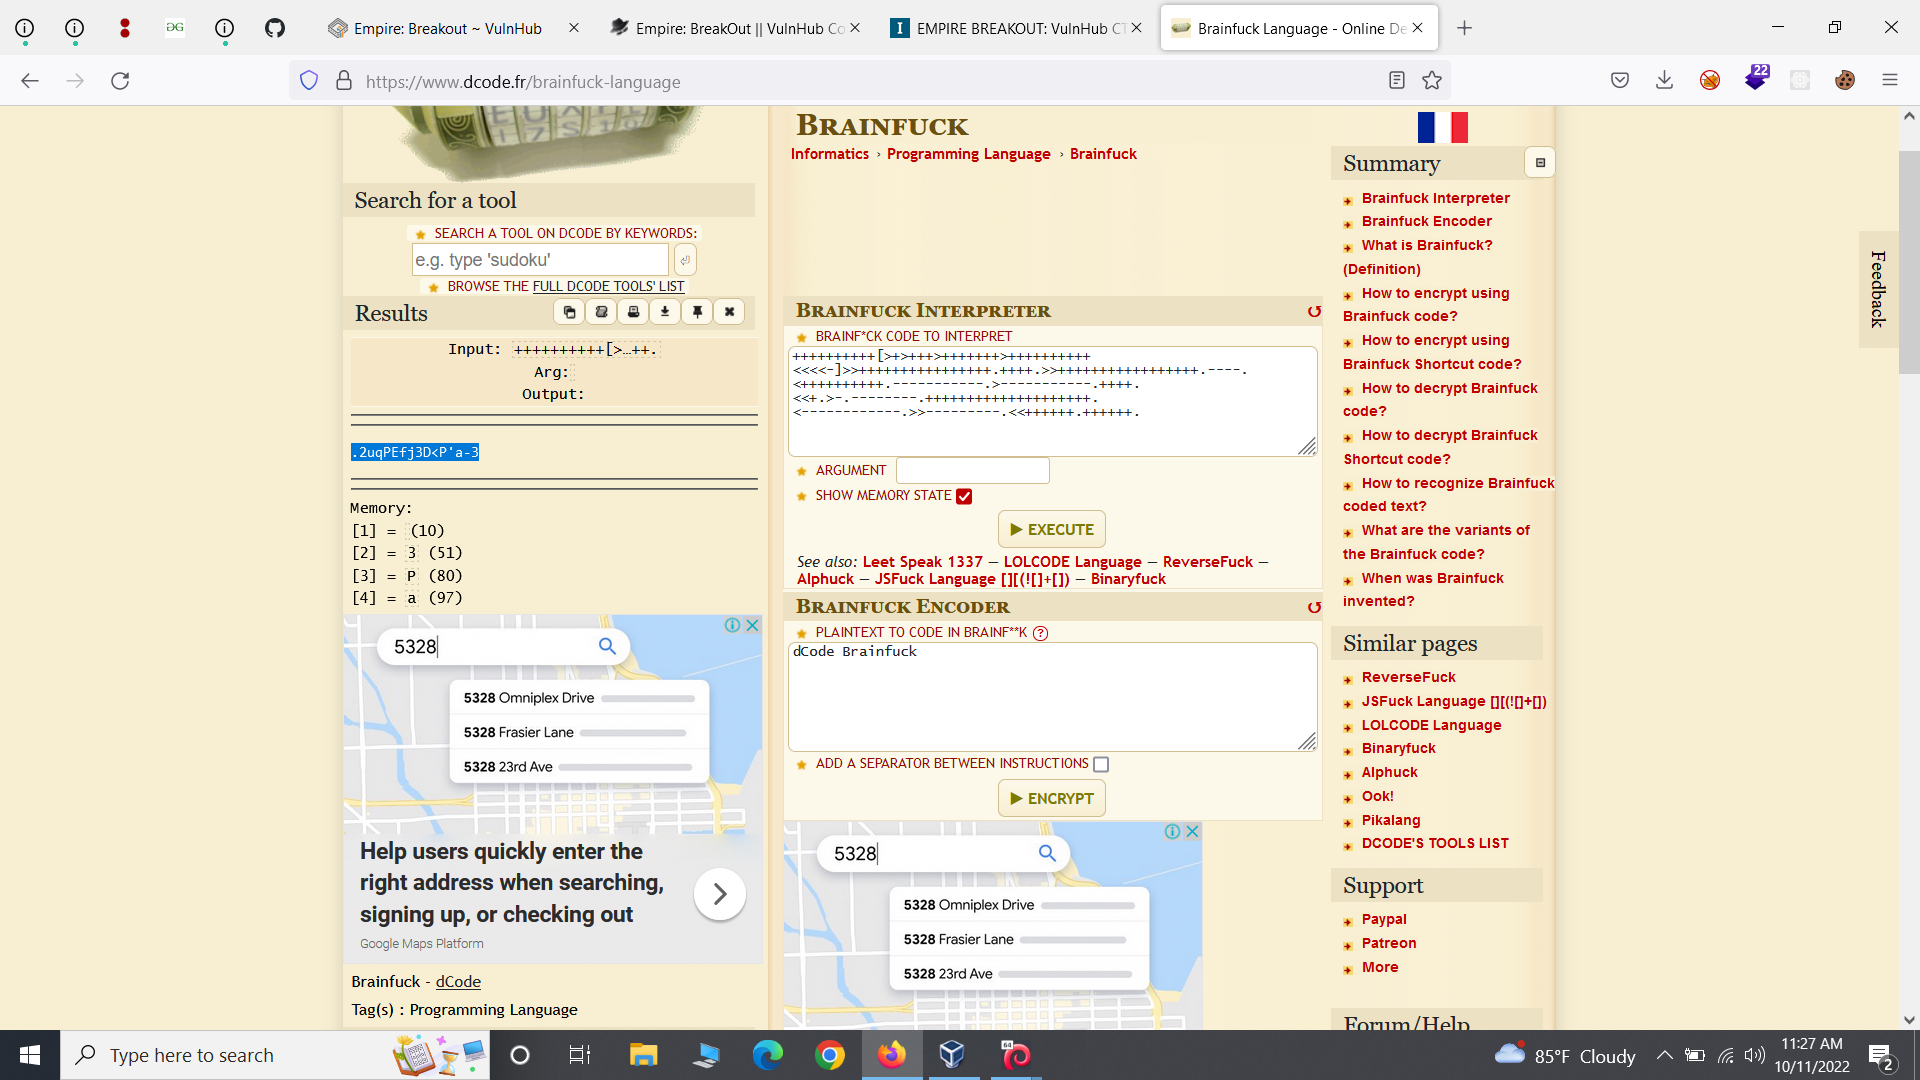 Empire: Breakout ~ VulnHub
Empire: BreakOut || VulnHub Co
EMPIRE BREAKOUT: VulnHub CT
Brainfuck Language - Online De
https://www.dcode.fr/brainfuck-language
22
Search for a tool
SEARCH A TOOL ON DCODE BY KEYWORDS:
e.g. type 'sudoku'
BROWSE THE FULL DCODE TOOLS' LIST
Results
Input: ++++++++++[>…++.
Arg:
Output:
.2uqPEfj3D<P'a-3
Memory:
[1] = (10)
[2] = 3 (51)
[3] = P (80)
[4] = a (97)
5328
5328 Omniplex Drive
5328 Frasier Lane
5328 23rd Ave
Help users quickly enter the
right address when searching,
signing up, or checking out
Google Maps Platform
Brainfuck - dCode
Tag(s) : Programming Language
BRAINFUCK
Informatics › Programming Language › Brainfuck
BRAINFUCK INTERPRETER
BRAINF*CK CODE TO INTERPRET
++++++++++[>+>+++>+++++++>++++++++++
<<<<-]>>++++++++++++++++.++++.>>+++++++++++++++++.----.
<++++++++++.-----------.>-----------.++++.
<<+.>-.--------.++++++++++++++++++++.
<------------.>>---------.<<++++++.++++++.
ARGUMENT
SHOW MEMORY STATE
▶ EXECUTE
See also: Leet Speak 1337 — LOLCODE Language — ReverseFuck —
Alphuck — JSFuck Language [][(![]+[]) — Binaryfuck
BRAINFUCK ENCODER
PLAINTEXT TO CODE IN BRAINF**K ?
dCode Brainfuck
ADD A SEPARATOR BETWEEN INSTRUCTIONS
▶ ENCRYPT
5328
5328 Omniplex Drive
5328 Frasier Lane
5328 23rd Ave
Summary
Brainfuck Interpreter
Brainfuck Encoder
What is Brainfuck?
(Definition)
How to encrypt using
Brainfuck code?
How to encrypt using
Brainfuck Shortcut code?
How to decrypt Brainfuck
code?
How to decrypt Brainfuck
Shortcut code?
How to recognize Brainfuck
coded text?
What are the variants of
the Brainfuck code?
When was Brainfuck
invented?
Similar pages
ReverseFuck
JSFuck Language [][(![]+[])
LOLCODE Language
Binaryfuck
Alphuck
Ook!
Pikalang
DCODE'S TOOLS LIST
Support
Paypal
Patreon
More
Forum/Help
Feedback
Type here to search
64
85°F Cloudy
11:27 AM
10/11/2022
2